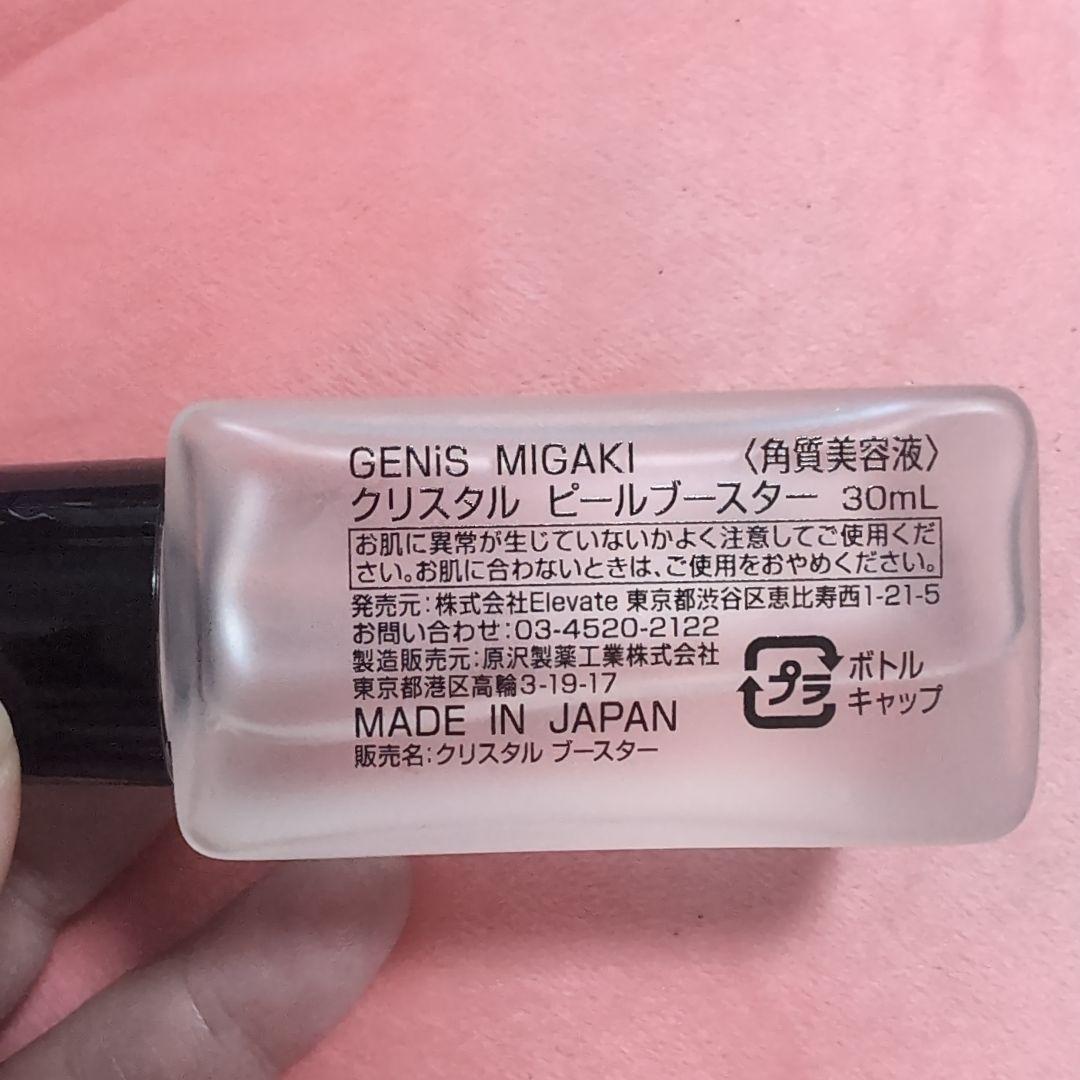 GENiS MIGAKI 〈角質美容液〉
クリスタル ピールブースター 30mL
お肌に異常が生じていないかよく注意してご使用くだ
さい。お肌に合わないときは、ご使用をおやめください。
発売元:株式会社Elevate 東京都渋谷区恵比寿西1-21-5
お問い合わせ:03-4520-2122
製造販売元:原沢製薬工業株式会社
東京都港区高輪3-19-17
MADE IN JAPAN
販売名:クリスタル ブースター
プラ
ボトル
キャップ